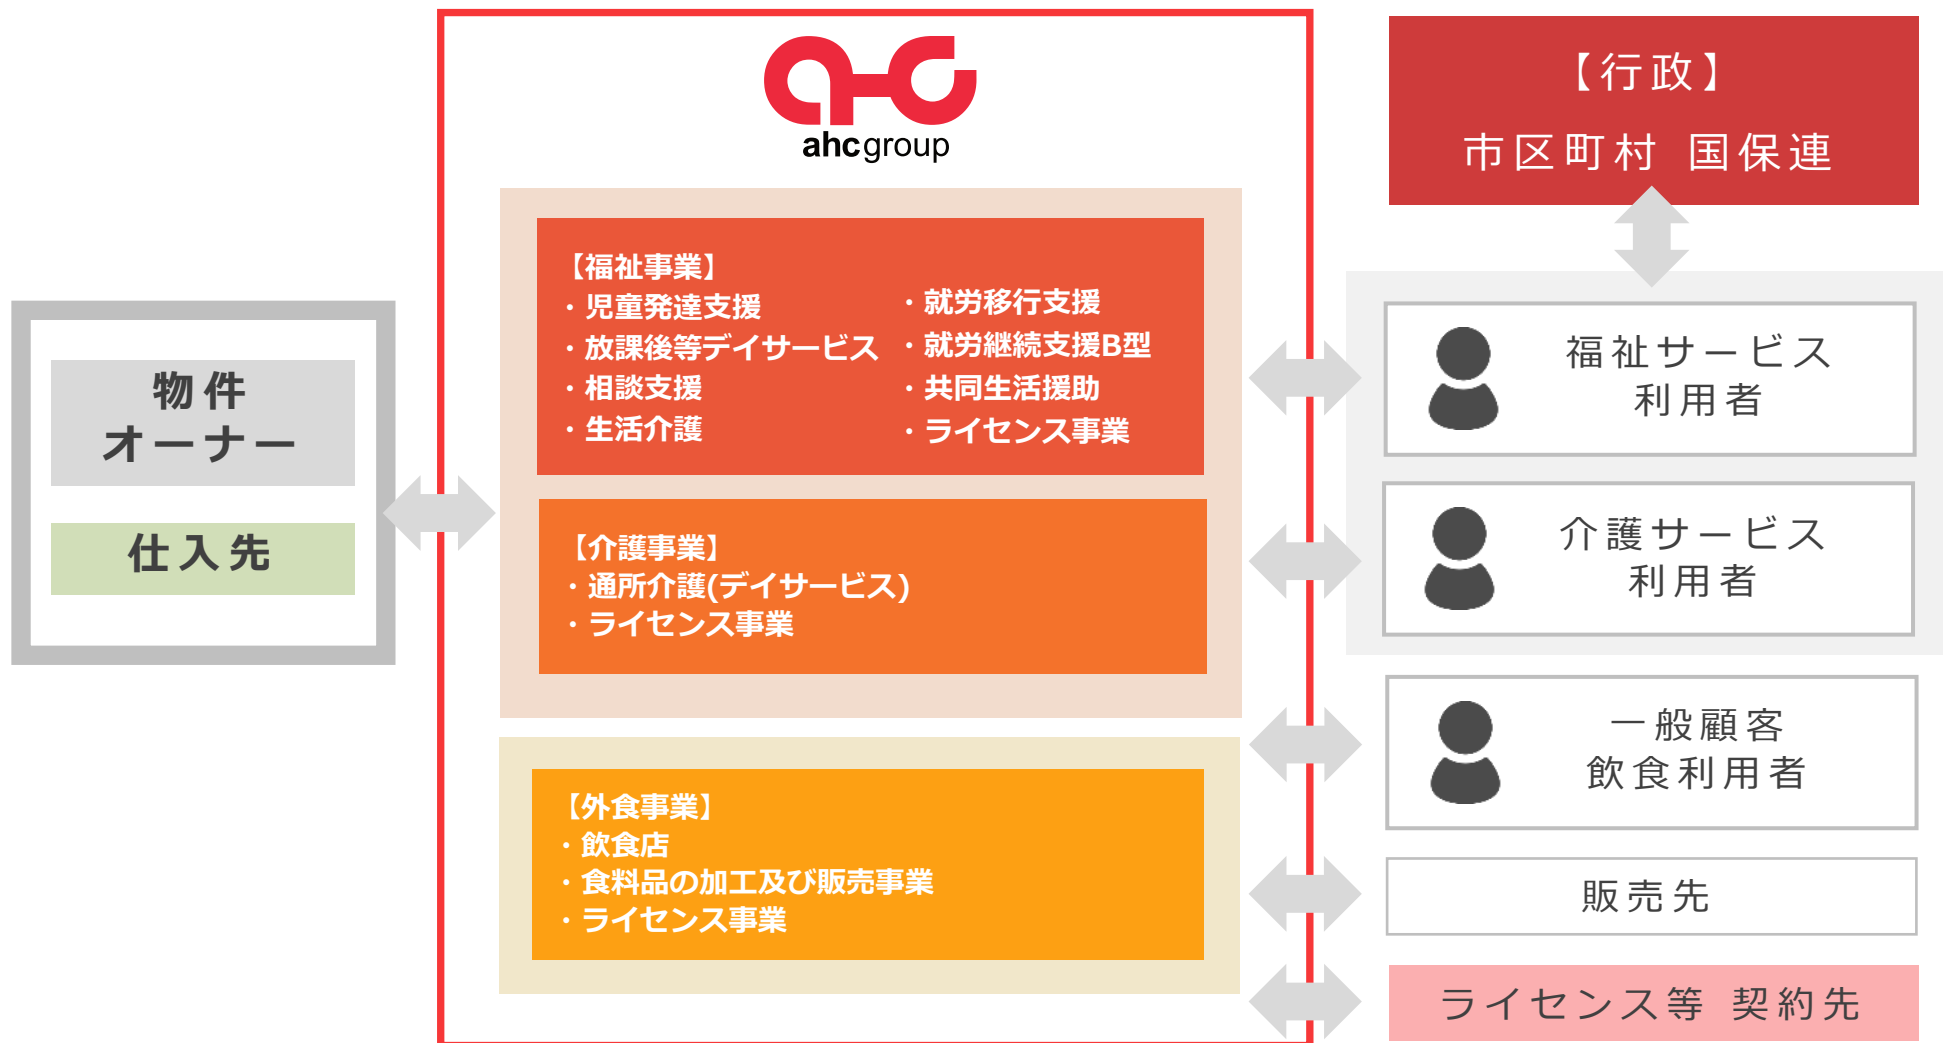 ahcgroup
物件
オーナー
仕入先
【福祉事業】
・児童発達支援
・放課後等デイサービス
・相談支援
・生活介護
・就労移行支援
・就労継続支援B型
・共同生活援助
・ライセンス事業
【介護事業】
・通所介護(デイサービス)
・ライセンス事業
【外食事業】
・飲食店
・食料品の加工及び販売事業
・ライセンス事業
【行政】
市区町村 国保連
福祉サービス
利用者
介護サービス
利用者
一般顧客
飲食利用者
販売先
ライセンス等 契約先